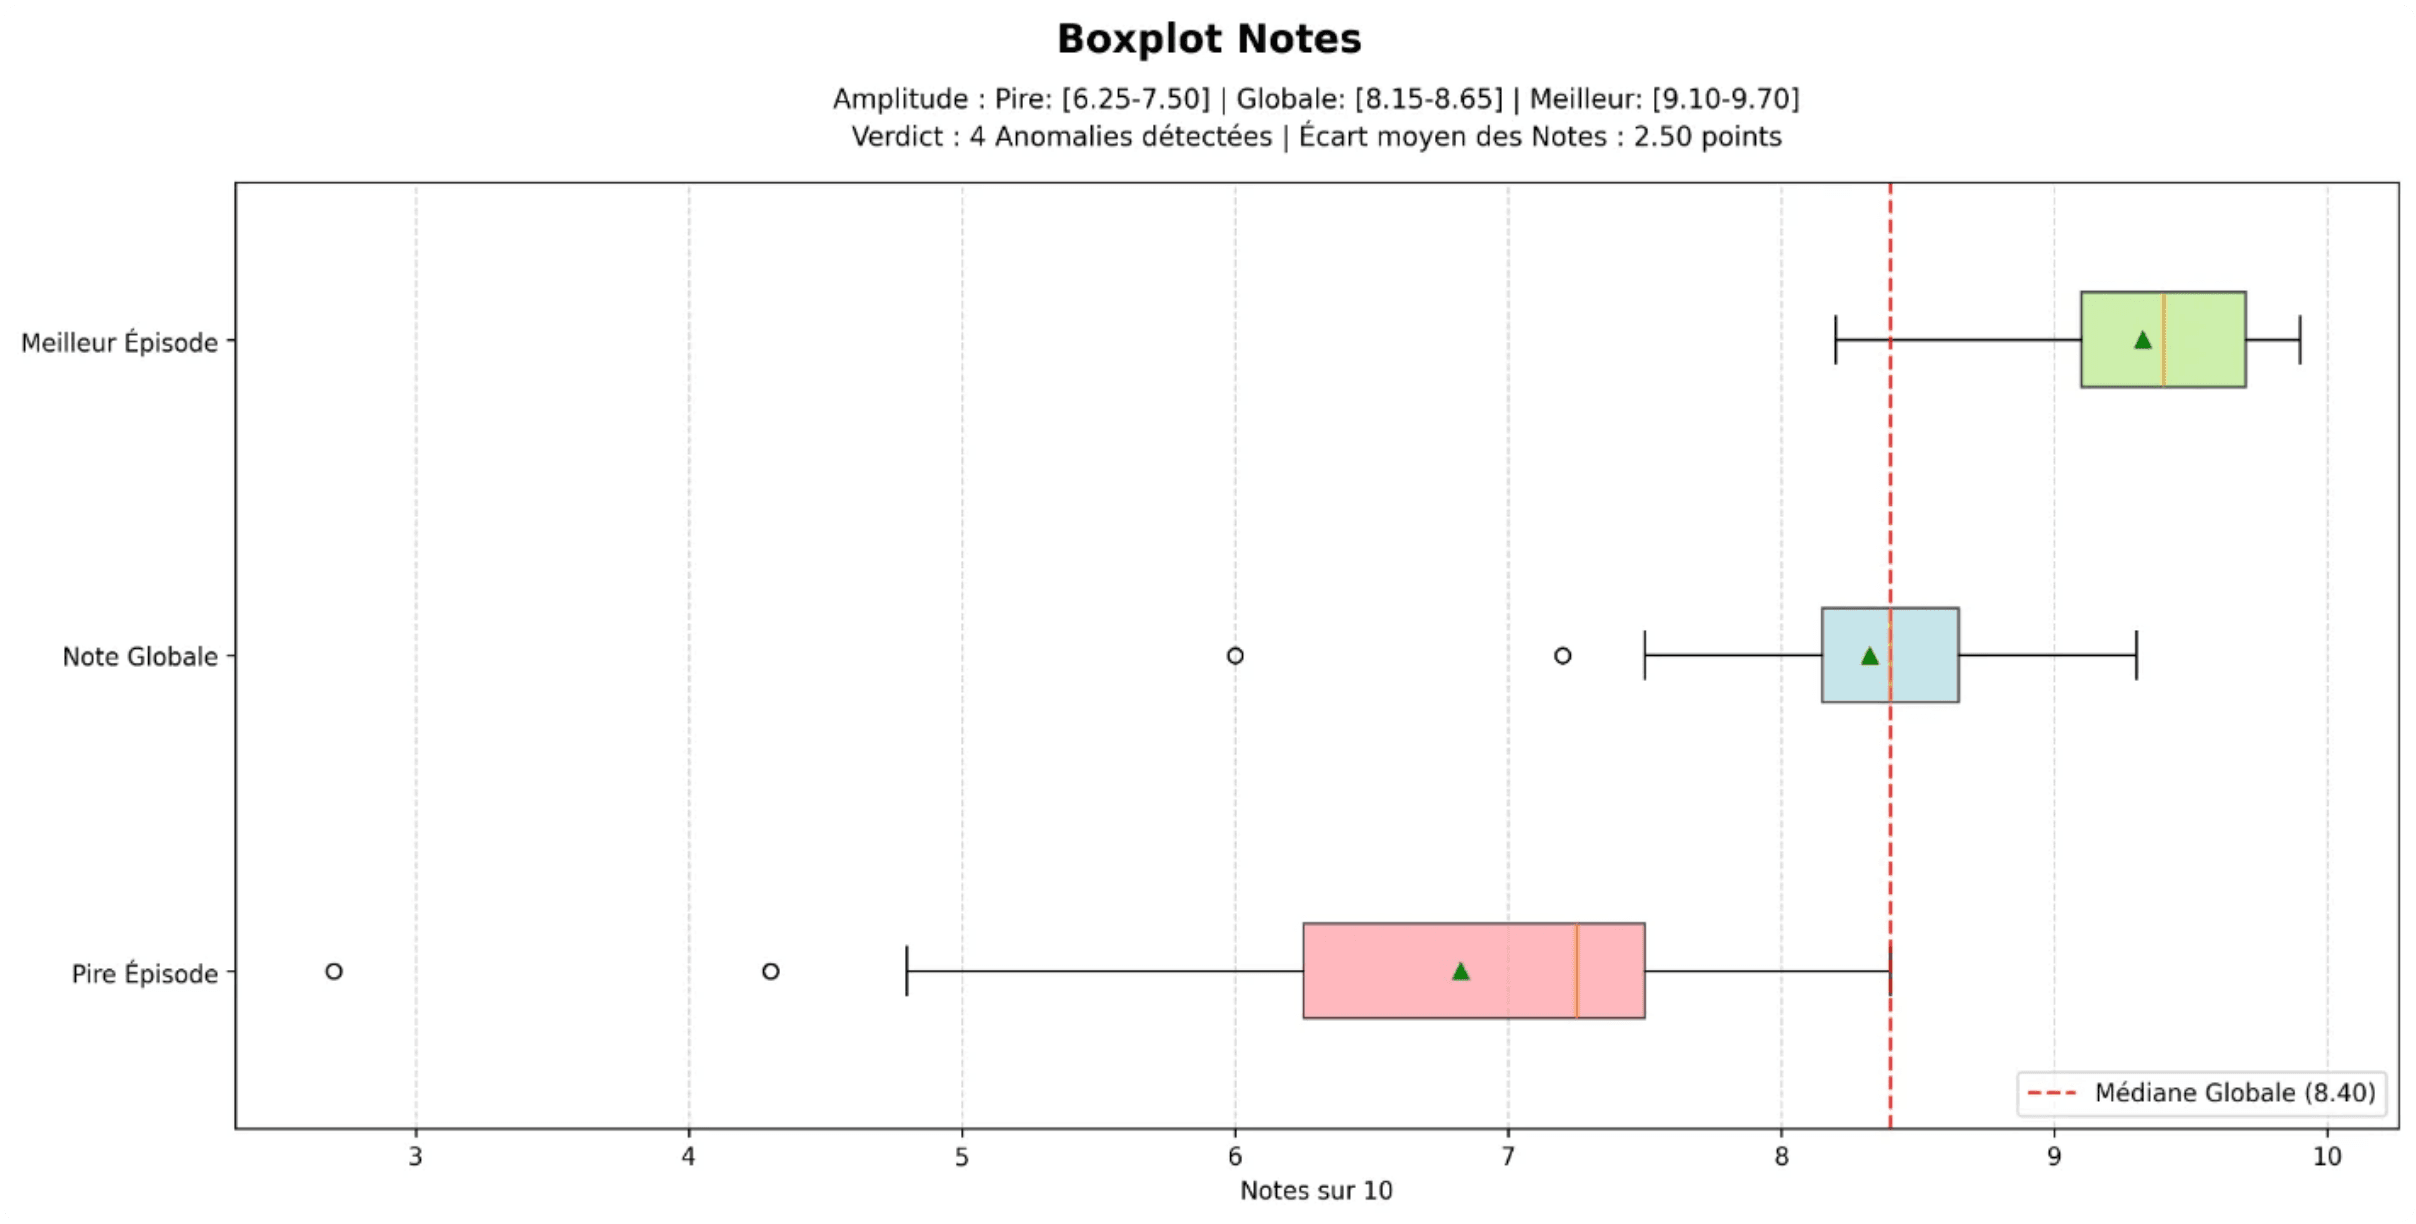 Boxplot Notes
Amplitude : Pire: [6.25-7.50] | Globale: [8.15-8.65] | Meilleur: [9.10-9.70]
Verdict : 4 Anomalies détectées | Écart moyen des Notes : 2.50 points
Meilleur Épisode
Note Globale
Pire Épisode
Médiane Globale (8.40)
3 4 5 6 7 8 9 10
Notes sur 10